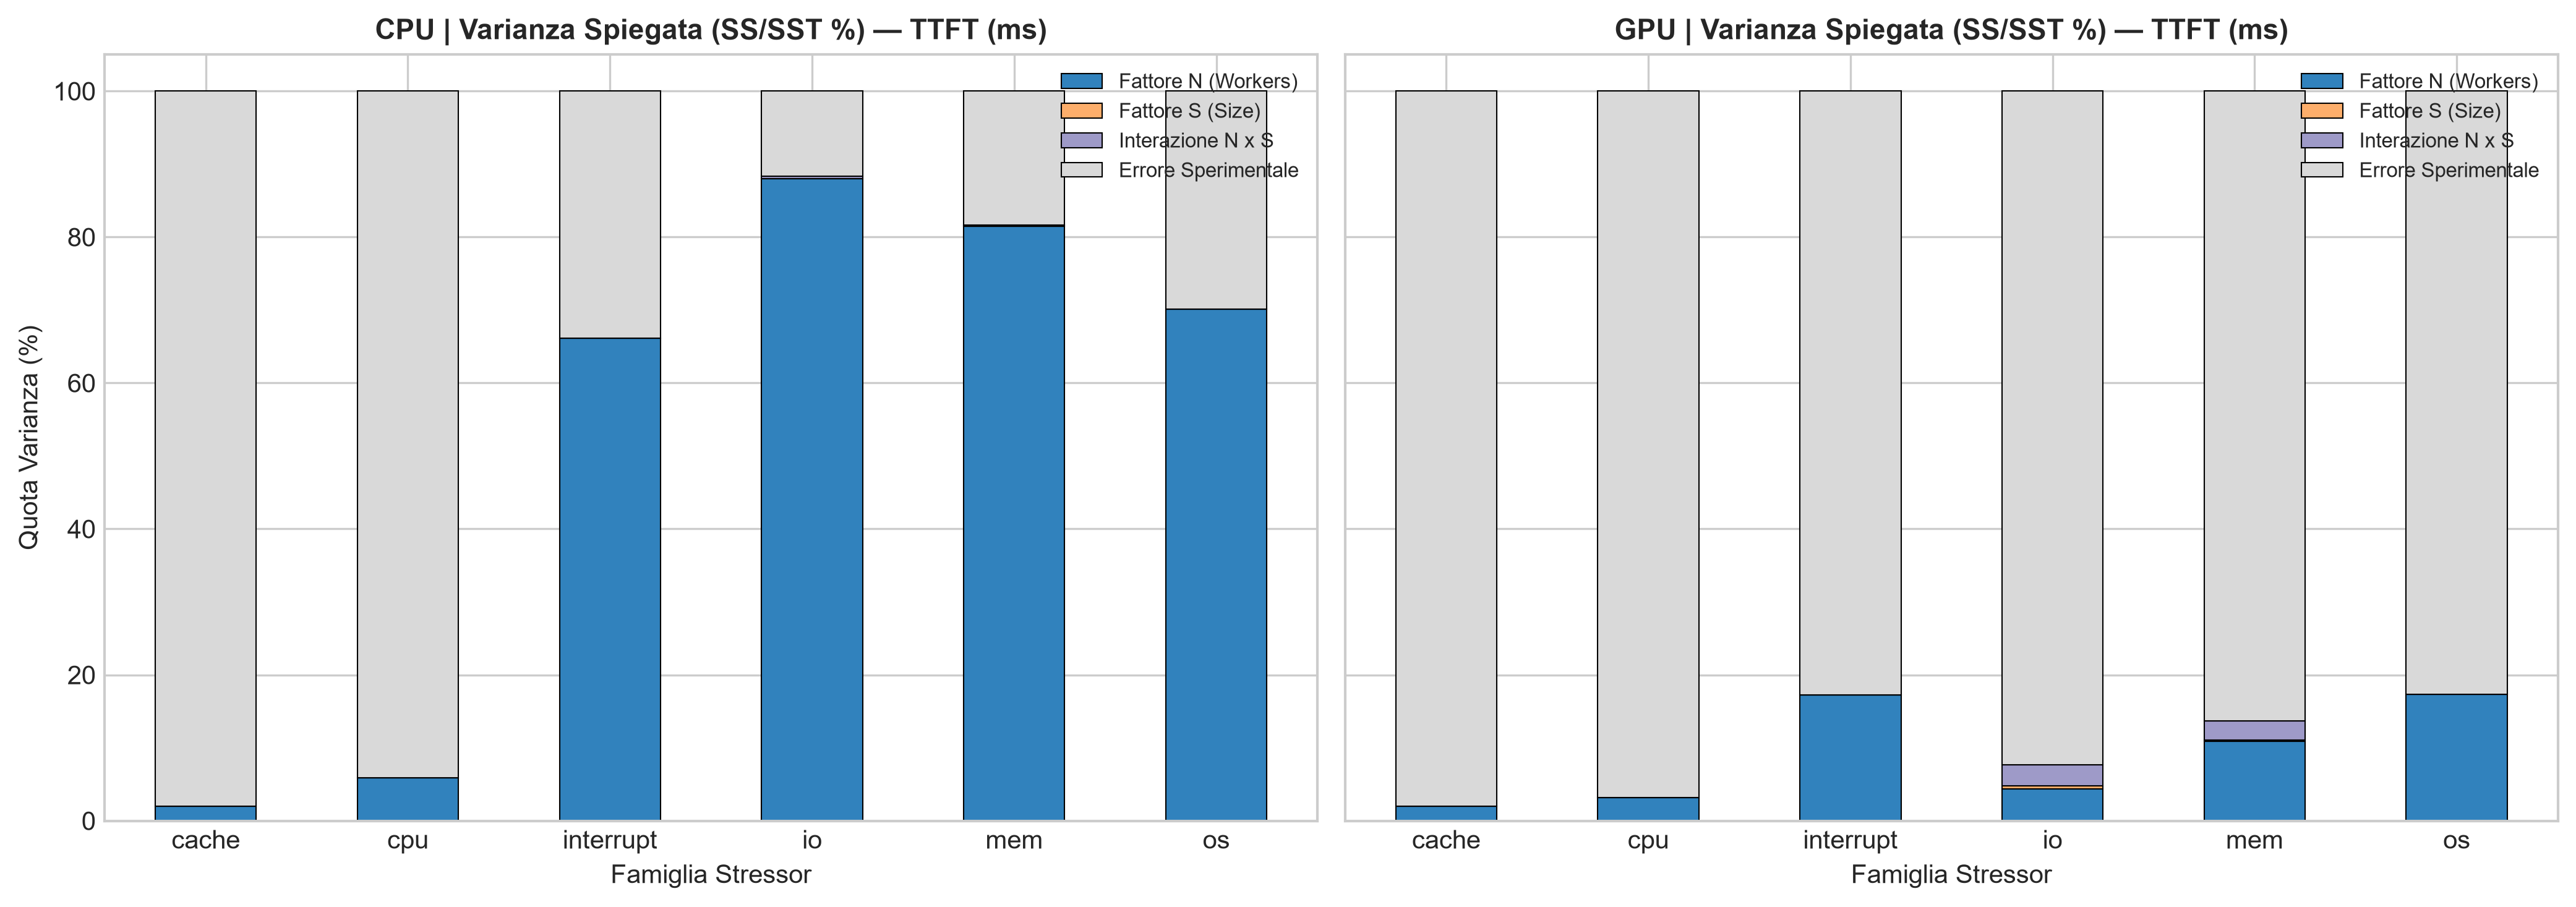 CPU | Varianza Spiegata (SS/SST %) — TTFT (ms)
Fattore N (Workers)
Fattore S (Size)
Interazione N x S
Errore Sperimentale
Quota Varianza (%)
100
80
60
40
20
0
cache cpu interrupt io mem os
Famiglia Stressor
GPU | Varianza Spiegata (SS/SST %) — TTFT (ms)
Fattore N (Workers)
Fattore S (Size)
Interazione N x S
Errore Sperimentale
cache cpu interrupt io mem os
Famiglia Stressor